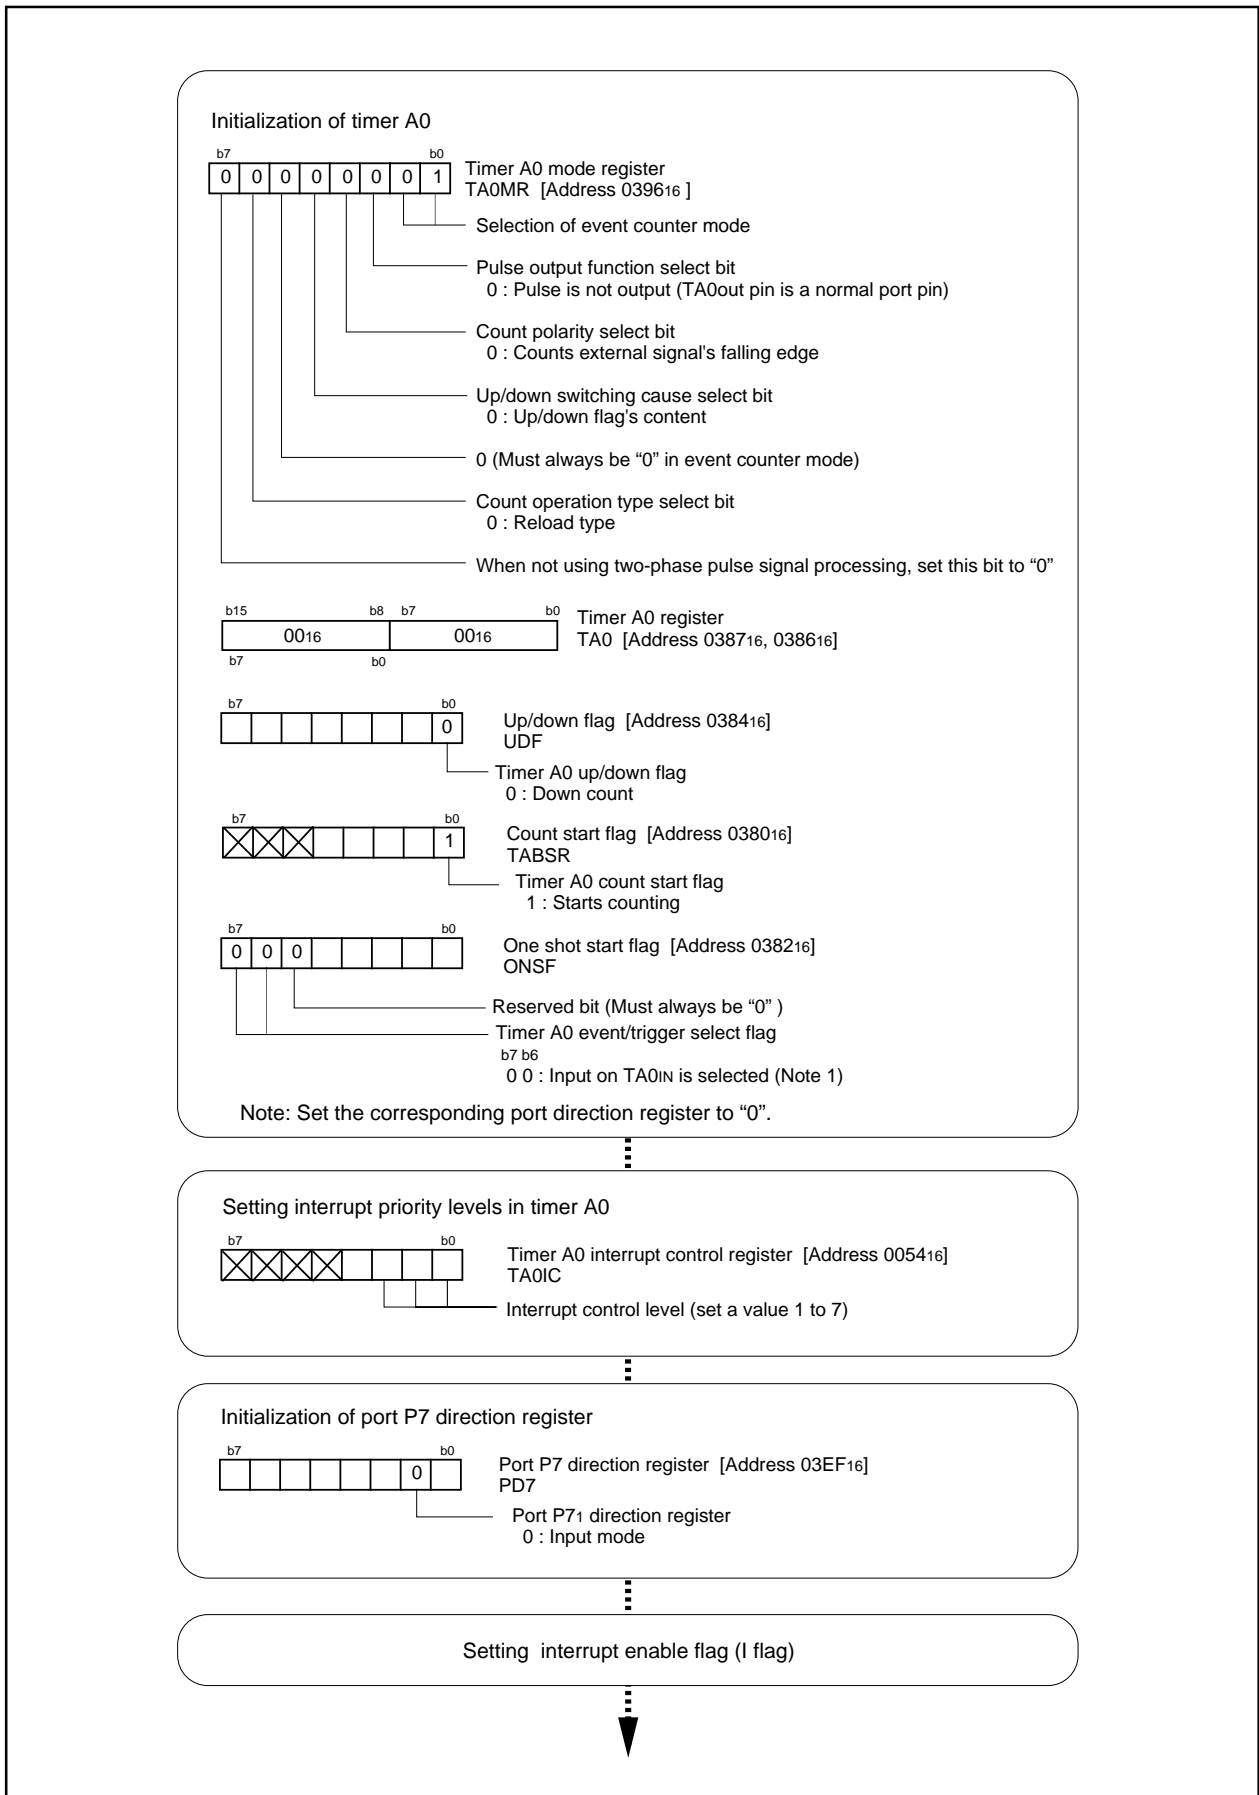 Initialization of timer A0
b7 b0
0 0 0 0 0 0 0 1
Timer A0 mode register
TA0MR [Address 039616 ]
Selection of event counter mode
Pulse output function select bit
0 : Pulse is not output (TA0out pin is a normal port pin)
Count polarity select bit
0 : Counts external signal's falling edge
Up/down switching cause select bit
0 : Up/down flag's content
0 (Must always be “0” in event counter mode)
Count operation type select bit
0 : Reload type
When not using two-phase pulse signal processing, set this bit to “0”
b15 b8 b7 b0
Timer A0 register
0016 0016
TA0 [Address 038716, 038616]
b7 b0
b7 b0
0
Up/down flag [Address 038416]
UDF
Timer A0 up/down flag
0 : Down count
b7 b0
1
Count start flag [Address 038016]
TABSR
Timer A0 count start flag
1 : Starts counting
b7 b0
0 0 0
One shot start flag [Address 038216]
ONSF
Reserved bit (Must always be “0” )
Timer A0 event/trigger select flag
b7 b6
0 0 : Input on TA0IN is selected (Note 1)
Note: Set the corresponding port direction register to “0”.
Setting interrupt priority levels in timer A0
b7 b0
Timer A0 interrupt control register [Address 005416]
TA0IC
Interrupt control level (set a value 1 to 7)
Initialization of port P7 direction register
b7 b0
0
Port P7 direction register [Address 03EF16]
PD7
Port P71 direction register
0 : Input mode
Setting interrupt enable flag (I flag)